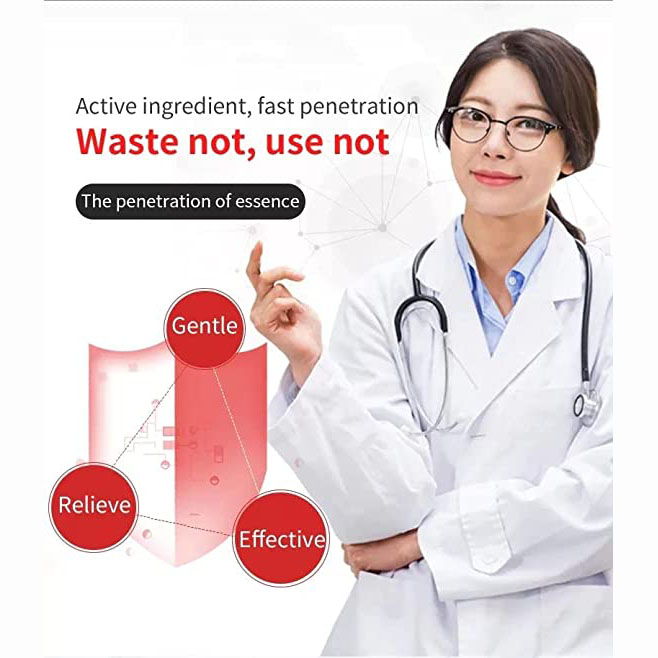 Active ingredient, fast penetration
Waste not, use not
The penetration of essence
Gentle
Relieve
Effective